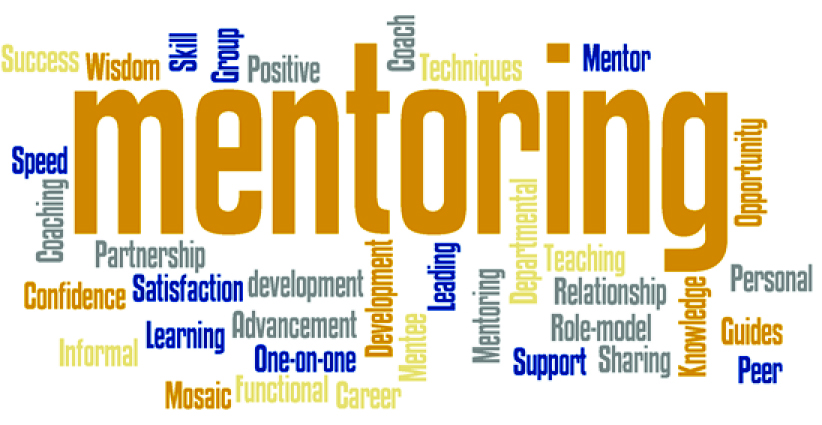 Success
Wisdom
Skill
Group
Positive
Coach
Techniques
Mentor
mentoring
Speed
Coaching
Opportunity
Partnership
Confidence
Satisfaction
development
Development
Leading
Mentoring
Departmental
Teaching
Relationship
Personal
Informal
Learning
Advancement
One-on-one
Mentee
Role-model
Support
Sharing
Knowledge
Guides
Peer
Mosaic
Functional
Career